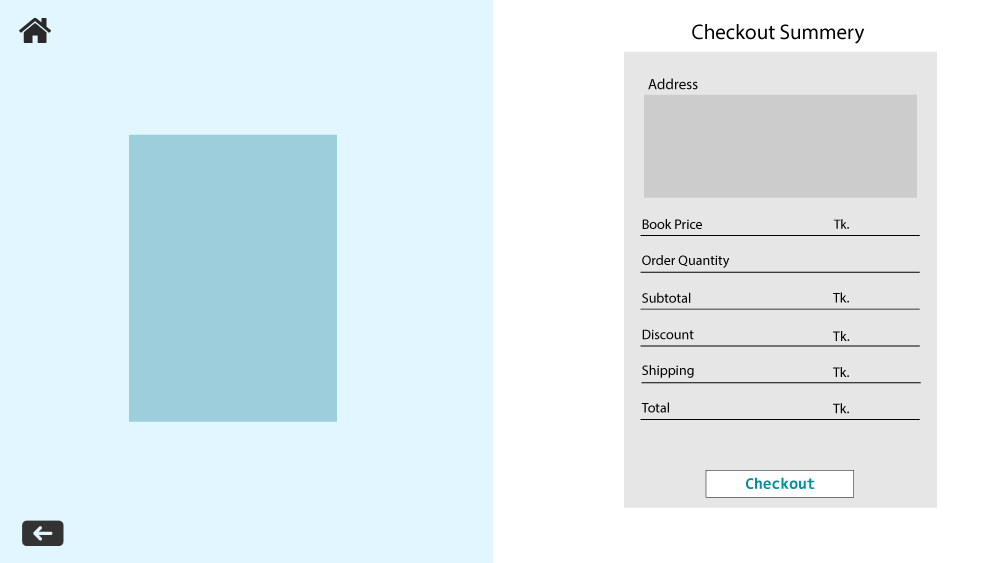 Checkout Summery
Address
Book Price Tk.
Order Quantity
Subtotal Tk.
Discount Tk.
Shipping Tk.
Total Tk.
Checkout